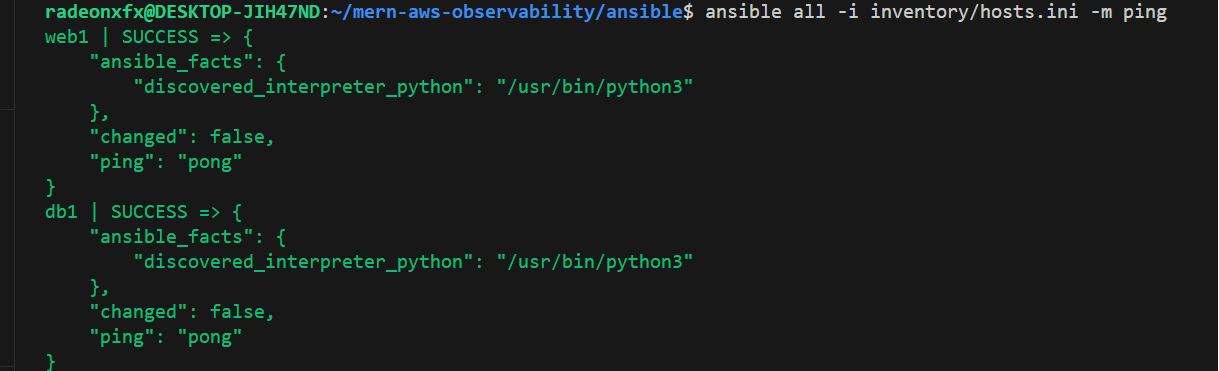 radeonxfx@DESKTOP-JIH47ND:~/mern-aws-observability/ansible$ ansible all -i inventory/hosts.ini -m ping
web1 | SUCCESS => {
    "ansible_facts": {
        "discovered_interpreter_python": "/usr/bin/python3"
    },
    "changed": false,
    "ping": "pong"
}
db1 | SUCCESS => {
    "ansible_facts": {
        "discovered_interpreter_python": "/usr/bin/python3"
    },
    "changed": false,
    "ping": "pong"
}